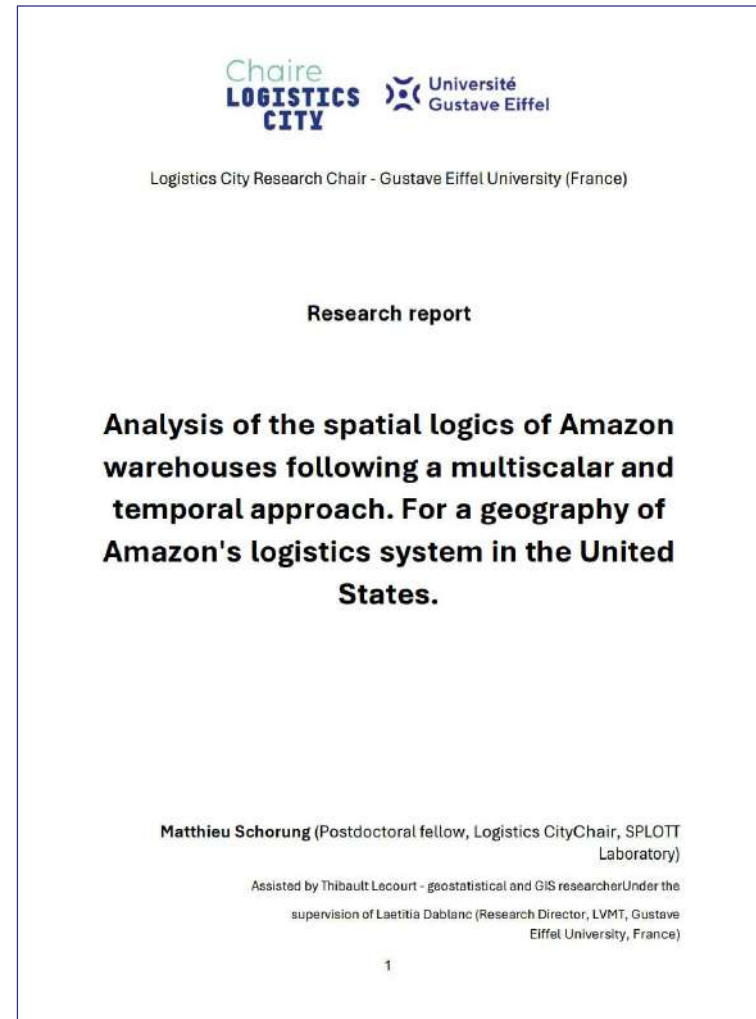 Chaire
LOGISTICS
CITY
Université
Gustave Eiffel
Logistics City Research Chair - Gustave Eiffel University (France)
Research report
Analysis of the spatial logics of Amazon
warehouses following a multiscalar and
temporal approach. For a geography of
Amazon's logistics system in the United
States.
Matthieu Schorung (Postdoctoral fellow, Logistics CityChair, SPLOTT
Laboratory)
Assisted by Thibault Lecourt - geostatistical and GIS researcherUnder the
supervision of Laetitia Dablanc (Research Director, LVMT, Gustave
Eiffel University, France)
1